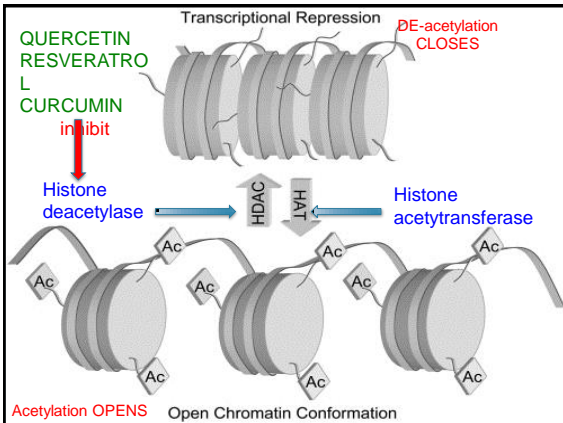 Transcriptional Repression
DE-acetylation
CLOSES
QUERCETIN
RESVERATRO
L
CURCUMIN
inhibit
Histone
deacetylase
HDAC
HAT
Histone
acetytransferase
Ac
Ac
Ac
Ac
Ac
Ac
Ac
Ac
Ac
Acetylation OPENS
Open Chromatin Conformation